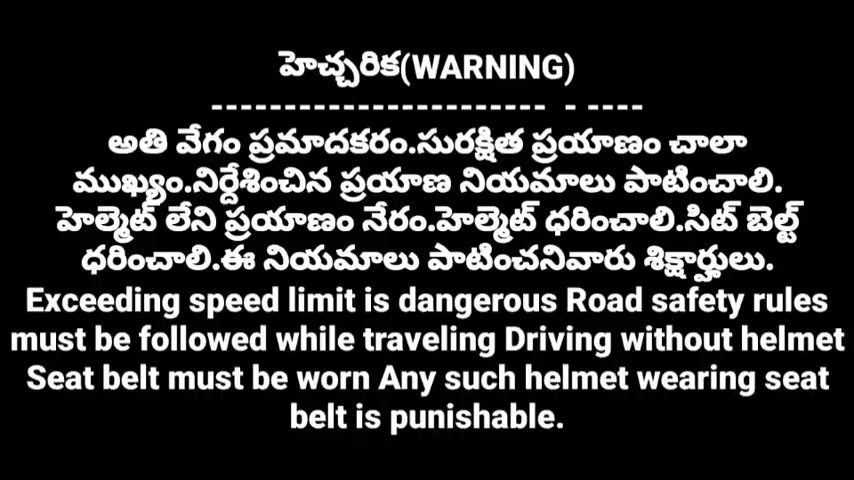 హెచ్చరిక(WARNING)
----------------------- - ----
అతి వేగం ప్రమాదకరం.సురక్షిత ప్రయాణం చాలా
ముఖ్యం.నిర్దేశించిన ప్రయాణ నియమాలు పాటించాలి.
హెల్మెట్ లేని ప్రయాణం నేరం.హెల్మెట్ ధరించాలి.సిట్ బెల్ట్
ధరించాలి.ఈ నియమాలు పాటించనివారు శిక్షార్హులు.
Exceeding speed limit is dangerous Road safety rules
must be followed while traveling Driving without helmet
Seat belt must be worn Any such helmet wearing seat
belt is punishable.